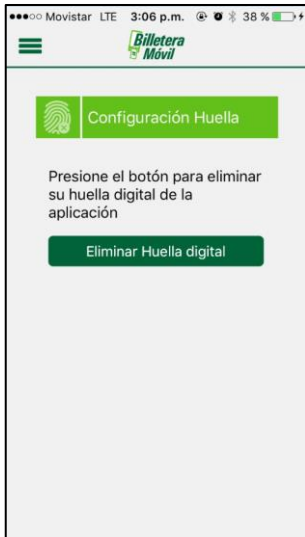 Movistar LTE 3:06 p.m. 38 %
Billetera
Móvil
Configuración Huella
Presione el botón para eliminar
su huella digital de la
aplicación
Eliminar Huella digital